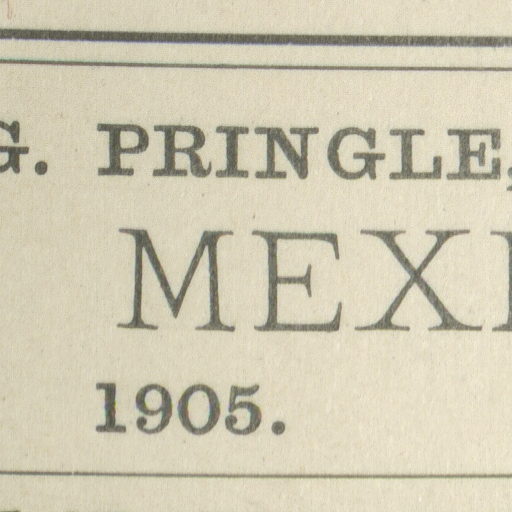 G. PRINGLE,
MEXI
1905.